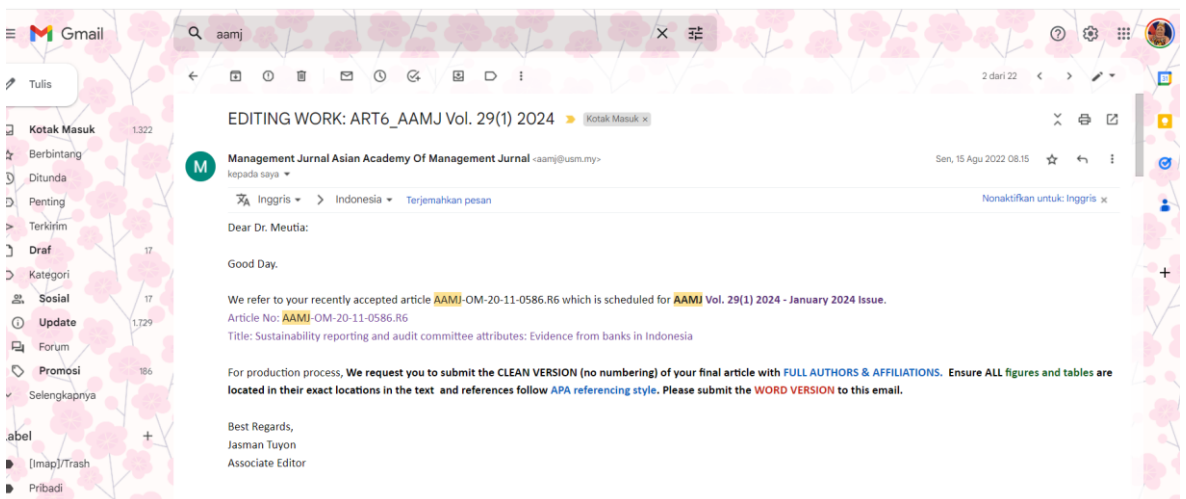 Gmail
aamj
Tulis
2 dari 22
Kotak Masuk 1.322
Berbintang
Ditunda
Penting
Terkirim
Draf 17
Kategori
Sosial 17
Update 1.729
Forum
Promosi 186
Selengkapnya
abel
[Imap]/Trash
Pribadi
EDITING WORK: ART6_AAMJ Vol. 29(1) 2024 Kotak Masuk x
M
Management Jurnal Asian Academy Of Management Jurnal <aamj@usm.my>
Sen, 15 Agu 2022 08.15
kepada saya
Inggris > Indonesia Terjemahkan pesan
Nonaktifkan untuk: Inggris x
Dear Dr. Meutia:
Good Day.
We refer to your recently accepted article AAMJ-OM-20-11-0586.R6 which is scheduled for AAMJ Vol. 29(1) 2024 - January 2024 Issue.
Article No: AAMJ-OM-20-11-0586.R6
Title: Sustainability reporting and audit committee attributes: Evidence from banks in Indonesia
For production process, We request you to submit the CLEAN VERSION (no numbering) of your final article with FULL AUTHORS & AFFILIATIONS. Ensure ALL figures and tables are
located in their exact locations in the text and references follow APA referencing style. Please submit the WORD VERSION to this email.
Best Regards,
Jasman Tuyon
Associate Editor